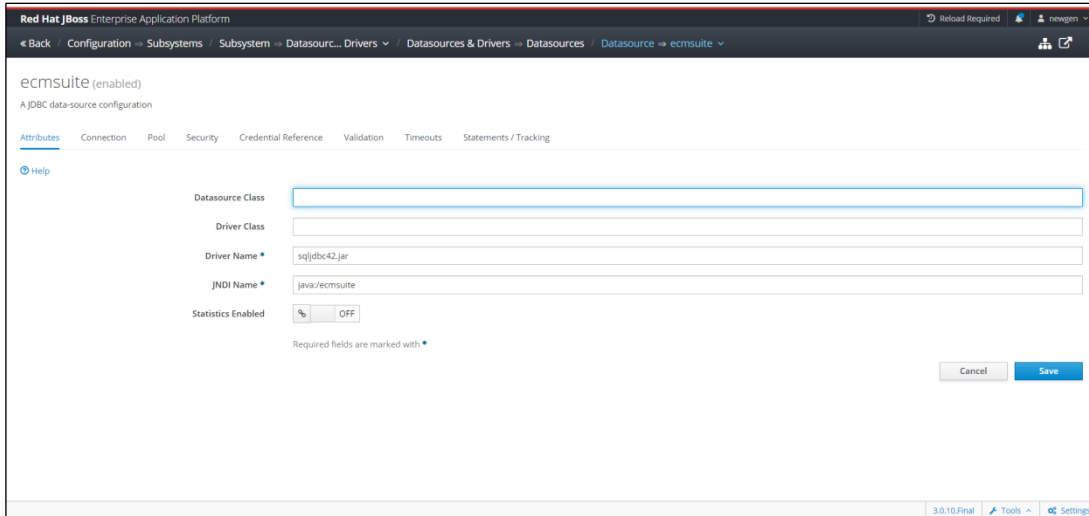 Red Hat JBoss Enterprise Application Platform Reload Required newgen
« Back / Configuration ⇒ Subsystems / Subsystem ⇒ Datasourc... Drivers / Datasources & Drivers ⇒ Datasources / Datasource ⇒ ecmsuite
ecmsuite (enabled)
A JDBC data-source configuration
Attributes Connection Pool Security Credential Reference Validation Timeouts Statements / Tracking
Help
Datasource Class
Driver Class
Driver Name * sqljdbc42.jar
JNDI Name * java:/ecmsuite
Statistics Enabled OFF
Required fields are marked with *
Cancel Save
3.0.10.Final Tools Settings